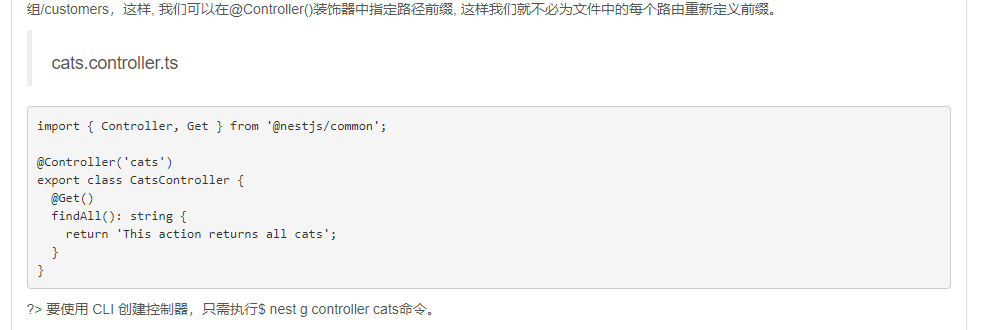 组/customers，这样, 我们可以在@Controller()装饰器中指定路径前缀, 这样我们就不必为文件中的每个路由重新定义前缀。
cats.controller.ts
import { Controller, Get } from '@nestjs/common';
@Controller('cats')
export class CatsController {
  @Get()
  findAll(): string {
    return 'This action returns all cats';
  }
}
?> 要使用 CLI 创建控制器，只需执行$ nest g controller cats命令。